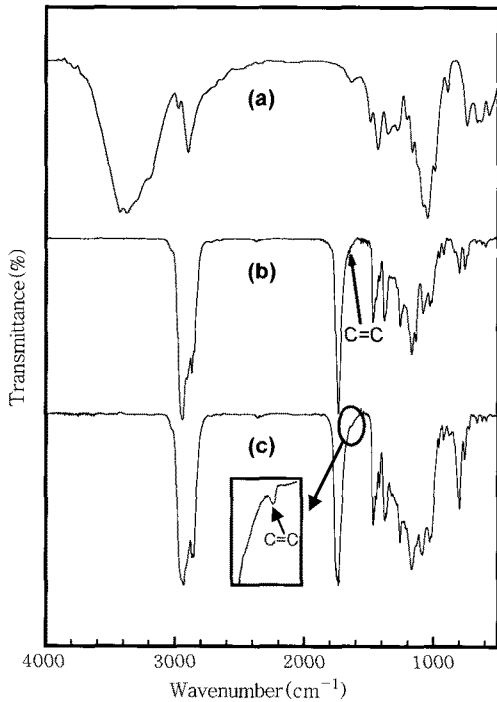 (a)
(b)
C=C
(c)
C=C
Transmittance(%)
4000 3000 2000 1000
Wavenumber(cm⁻¹)